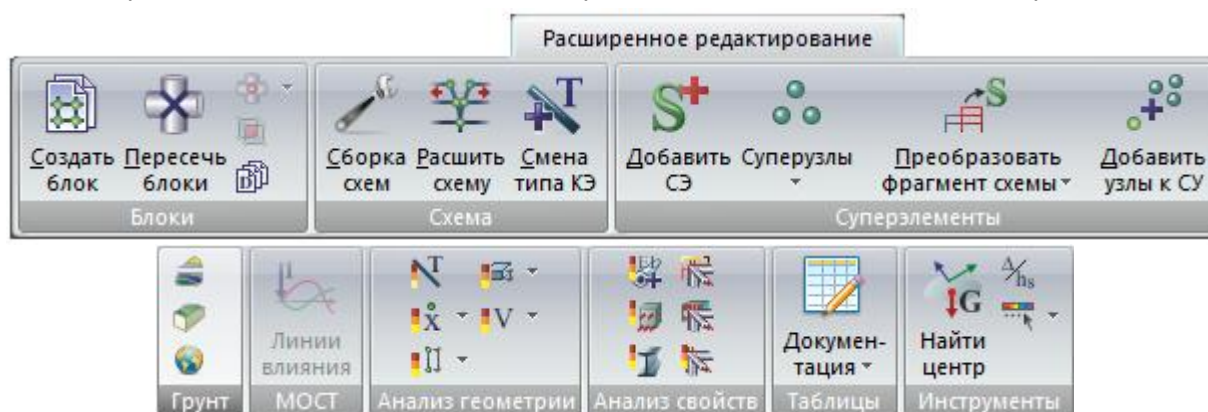 Расширенное редактирование
Создать Пересечь
блок блоки
Блоки
Сборка Расшить Смена
схем схему типа КЭ
Схема
Добавить Суперузлы Преобразовать Добавить
СЭ фрагмент схемы узлы к СУ
Суперэлементы
Линии
влияния
Докумен-
тация
Найти
центр
Грунт МОСТ Анализ геометрии Анализ свойств Таблицы Инструменты